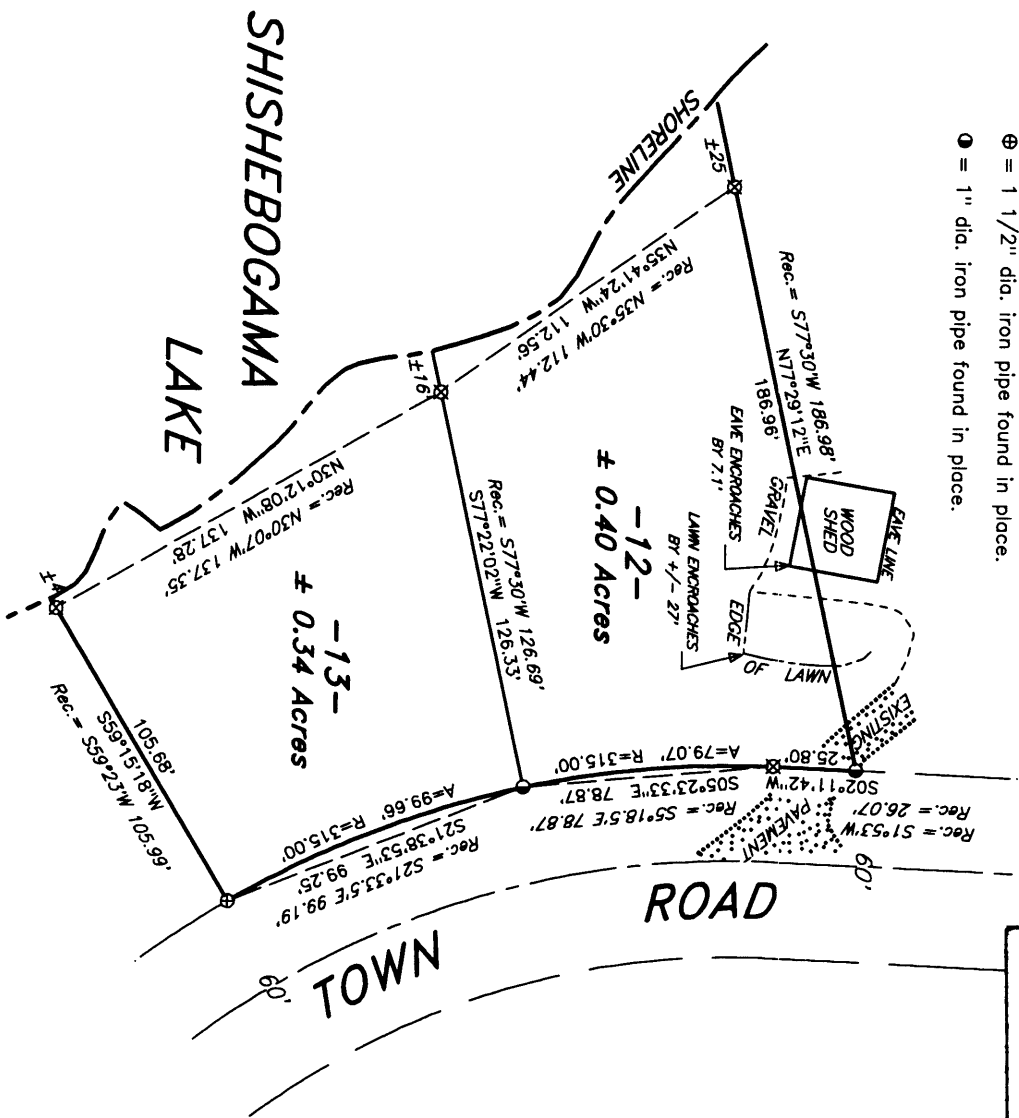 ⊕ = 1 1/2" dia. iron pipe found in place.
◐ = 1" dia. iron pipe found in place.
SHISHEBOGAMA
LAKE
SHORELINE
±25
Rec.= S77°30'W 186.98'
N77°29'12"E
186.96'
N35°41'24"W 112.56'
Rec.= N35°30'W 112.44'
EAVE LINE
WOOD
SHED
GRAVEL
EAVE ENCROACHES
BY 7.1'
LAWN ENCROACHES
BY +/- 27'
EDGE
OF LAWN
EXISTING
PAVEMENT
-12-
± 0.40 Acres
±16
Rec.= S77°30'W 126.69'
S77°22'02"W 126.33'
25.80'
S02°11'42"W
Rec.= S1°53'W
26.07'
A=79.07' R=315.00'
S05°23'33"E 78.87'
Rec.= S5°18.5'E 78.87'
60'
N30°12'08"W 137.28'
Rec.= N30°07'W 137.35'
-13-
± 0.34 Acres
±4
105.68'
S59°15'18"W
Rec.= S59°23'W 105.99'
A=99.66' R=315.00'
S21°38'53"E 99.25'
Rec.= S21°33.5'E 99.19'
60'
TOWN ROAD